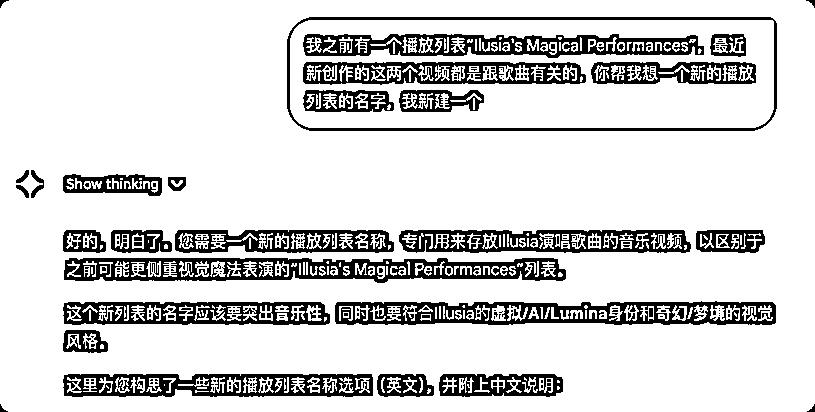 我之前有一个播放列表“Illusia's Magical Performances”，最近
新创作的这两个视频都是跟歌曲有关的，你帮我想一个新的播放
列表的名字，我新建一个
Show thinking
好的，明白了。您需要一个新的播放列表名称，专门用来存放Illusia演唱歌曲的音乐视频，以区别于
之前可能更侧重视觉魔法表演的“Illusia's Magical Performances”列表。
这个新列表的名字应该要突出音乐性，同时也要符合Illusia的虚拟/AI/Lumina身份和奇幻/梦境的视觉
风格。
这里为您构思了一些新的播放列表名称选项（英文），并附上中文说明：